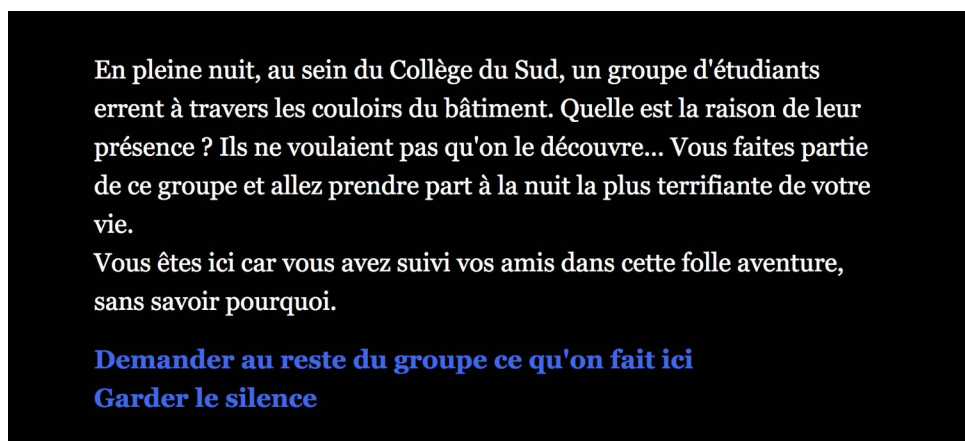 En pleine nuit, au sein du Collège du Sud, un groupe d'étudiants
errent à travers les couloirs du bâtiment. Quelle est la raison de leur
présence ? Ils ne voulaient pas qu'on le découvre... Vous faites partie
de ce groupe et allez prendre part à la nuit la plus terrifiante de votre
vie.
Vous êtes ici car vous avez suivi vos amis dans cette folle aventure,
sans savoir pourquoi.
Demander au reste du groupe ce qu'on fait ici
Garder le silence